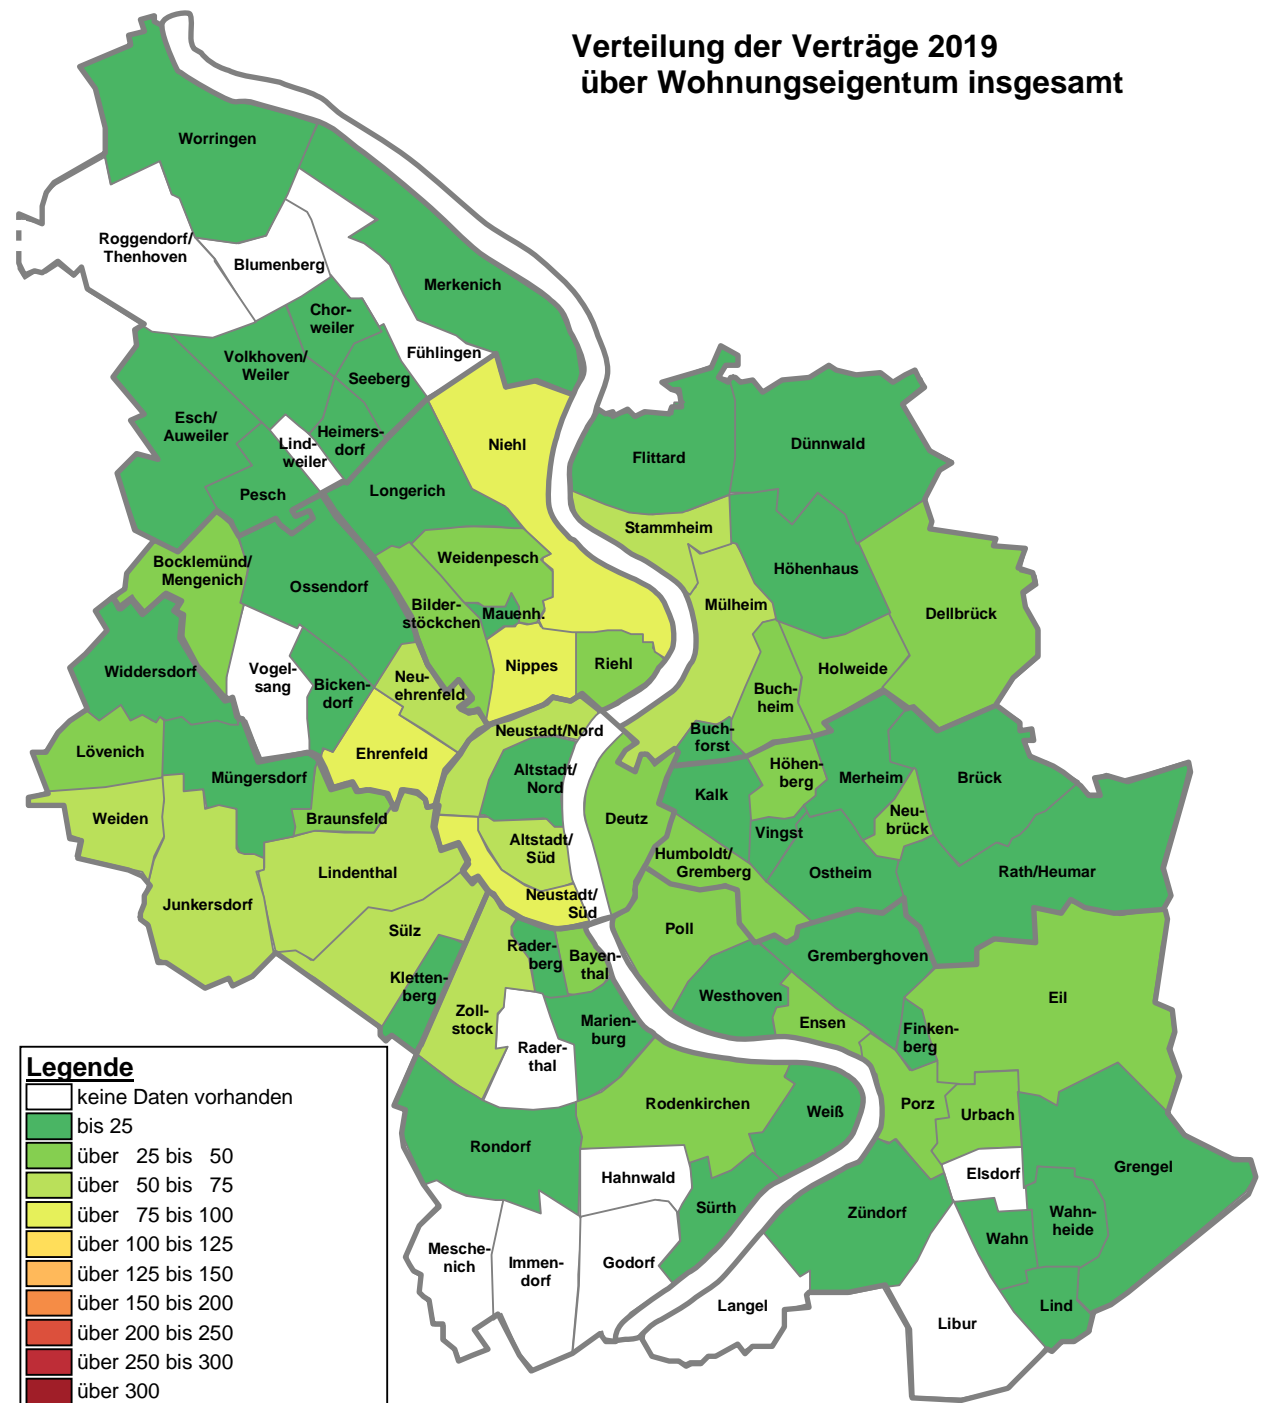 Verteilung der Verträge 2019
über Wohnungseigentum insgesamt
Worringen
Roggendorf/
Thenhoven
Blumenberg
Merkenich
Chor-
weiler
Fühlingen
Volkhoven/
Weiler
Seeberg
Esch/
Auweiler
Lind-
weiler
Heimers-
dorf
Pesch
Niehl
Longerich
Flittard
Dünnwald
Stammheim
Höhenhaus
Bocklemünd/
Mengenich
Ossendorf
Weidenpesch
Bilder-
stöckchen
Mauenh.
Mülheim
Dellbrück
Widdersdorf
Vogel-
sang
Bicken-
dorf
Neu-
ehrenfeld
Nippes
Riehl
Buch-
heim
Holweide
Lövenich
Müngersdorf
Ehrenfeld
Neustadt/Nord
Altstadt/
Nord
Buch-
forst
Höhen-
berg
Merheim
Brück
Kalk
Weiden
Braunsfeld
Deutz
Vingst
Neu-
brück
Altstadt/
Süd
Humboldt/
Gremberg
Ostheim
Rath/Heumar
Lindenthal
Junkersdorf
Neustadt/
Süd
Sülz
Poll
Rader-
berg
Bayen-
thal
Gremberghoven
Kletten-
berg
Westhoven
Eil
Zoll-
stock
Marien-
burg
Ensen
Finken-
berg
Rader-
thal
Rodenkirchen
Weiß
Porz
Urbach
Rondorf
Hahnwald
Elsdorf
Grengel
Sürth
Zündorf
Wahn-
heide
Wahn
Mesche-
nich
Immen-
dorf
Godorf
Langel
Libur
Lind
Legende
keine Daten vorhanden
bis 25
über 25 bis 50
über 50 bis 75
über 75 bis 100
über 100 bis 125
über 125 bis 150
über 150 bis 200
über 200 bis 250
über 250 bis 300
über 300